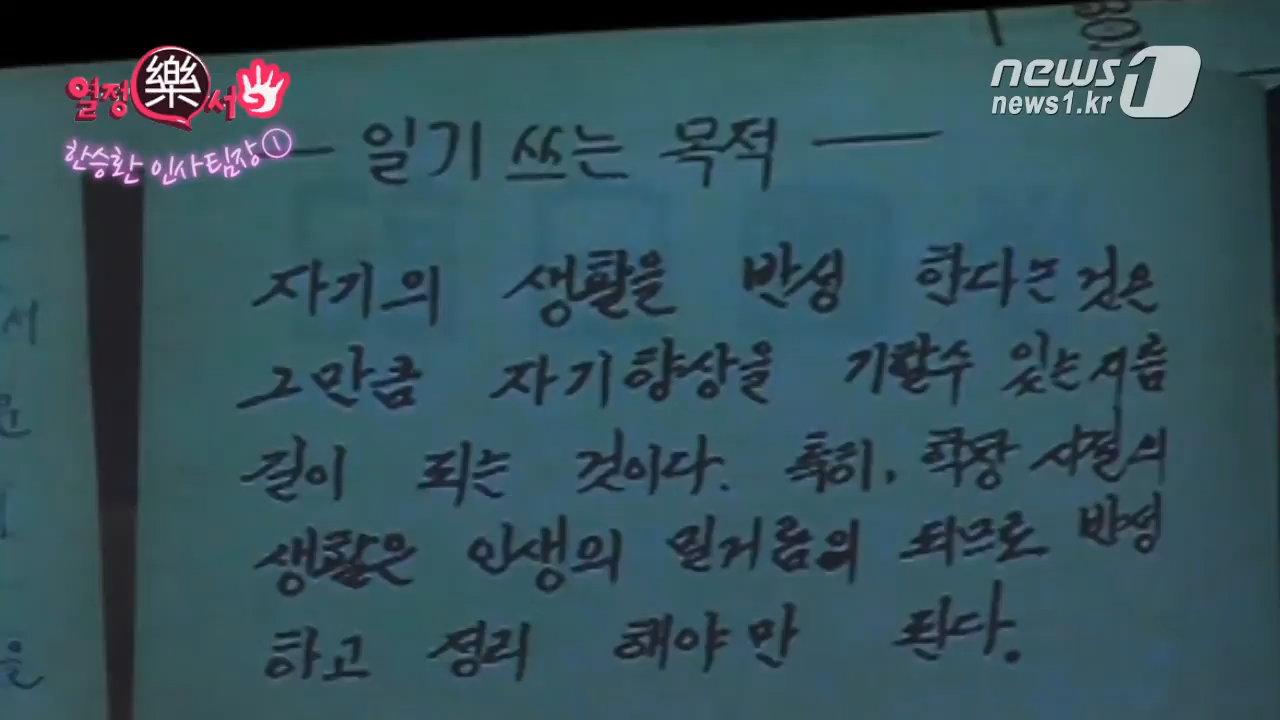 열정樂서
한승환 인사팀장①
news1
news1.kr
BO
— 일기 쓰는 목적 —
자기의 생활을 반성 한다는 것은
그만큼 자기향상을 기할수 있는 지름
길이 되는 것이다. 특히, 학창 시절의
생활은 인생의 밑거름이 되므로 반성
하고 정리 해야만 된다.
서
을